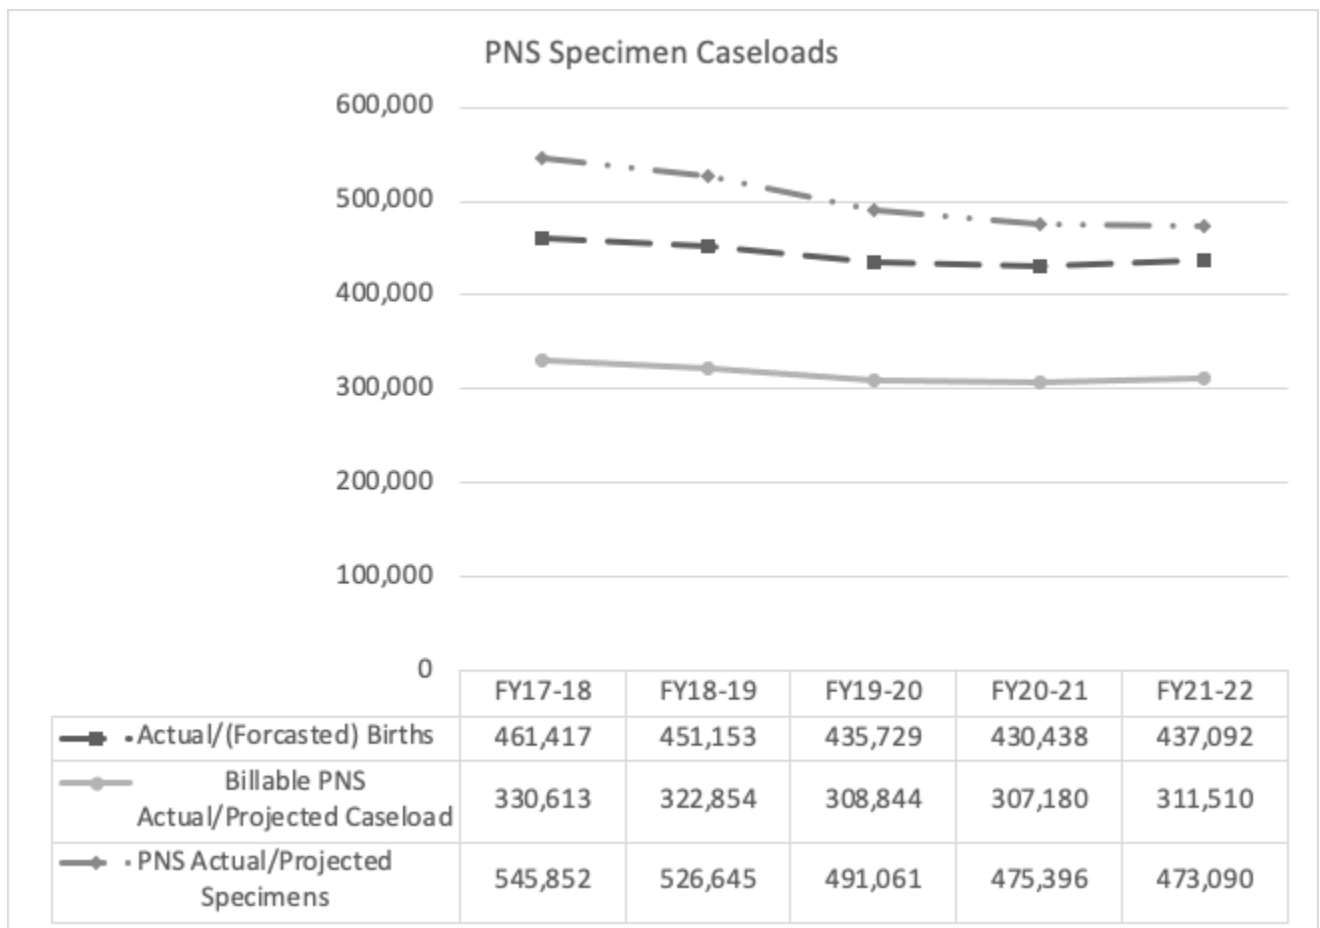 PNS Specimen Caseloads
600,000
500,000
400,000
300,000
200,000
100,000
0
FY17-18 FY18-19 FY19-20 FY20-21 FY21-22
Actual/(Forcasted) Births 461,417 451,153 435,729 430,438 437,092
Billable PNS
Actual/Projected Caseload 330,613 322,854 308,844 307,180 311,510
PNS Actual/Projected
Specimens 545,852 526,645 491,061 475,396 473,090